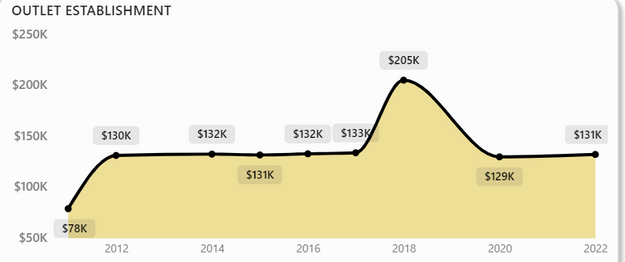 OUTLET ESTABLISHMENT
$250K
$205K
$200K
$150K
$130K
$132K
$132K
$133K
$131K
$131K
$129K
$100K
$78K
$50K
2012
2014
2016
2018
2020
2022